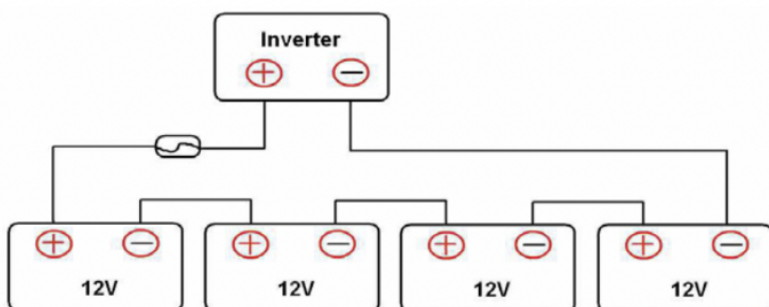 Inverter
+ −
+ − + − + − + −
12V 12V 12V 12V